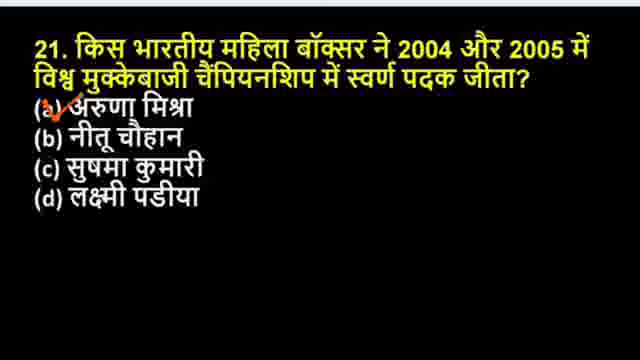 21. किस भारतीय महिला बॉक्सर ने 2004 और 2005 में
विश्व मुक्केबाजी चैंपियनशिप में स्वर्ण पदक जीता?
(a) अरुणा मिश्रा
(b) नीतू चौहान
(c) सुषमा कुमारी
(d) लक्ष्मी पडीया